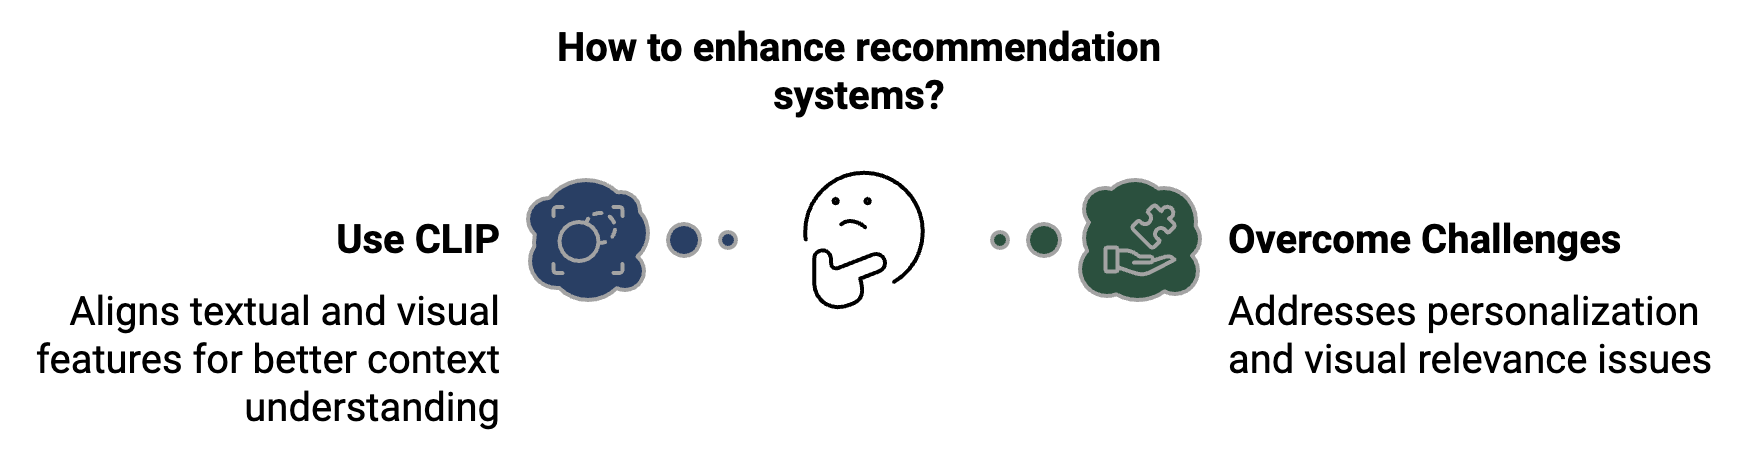 How to enhance recommendation
systems?
Use CLIP
Aligns textual and visual
features for better context
understanding
Overcome Challenges
Addresses personalization
and visual relevance issues